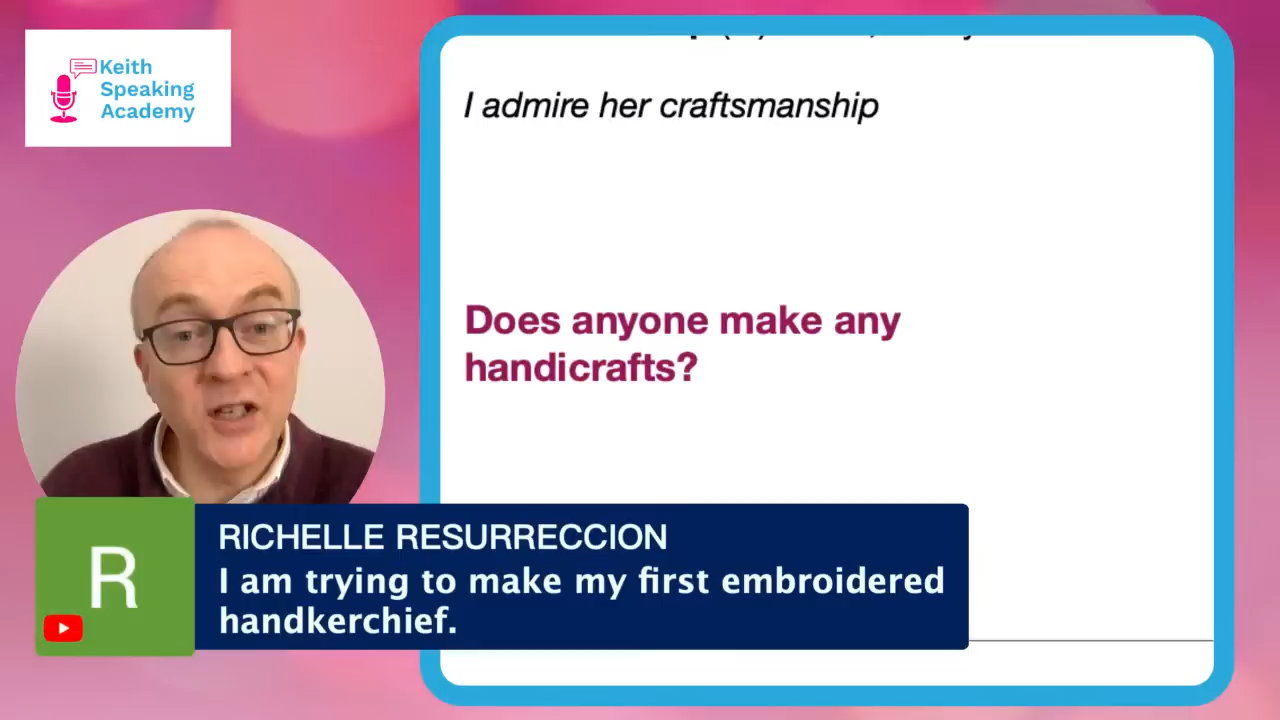 Keith
Speaking
Academy
I admire her craftsmanship
Does anyone make any
handicrafts?
R
RICHELLE RESURRECCION
I am trying to make my first embroidered
handkerchief.